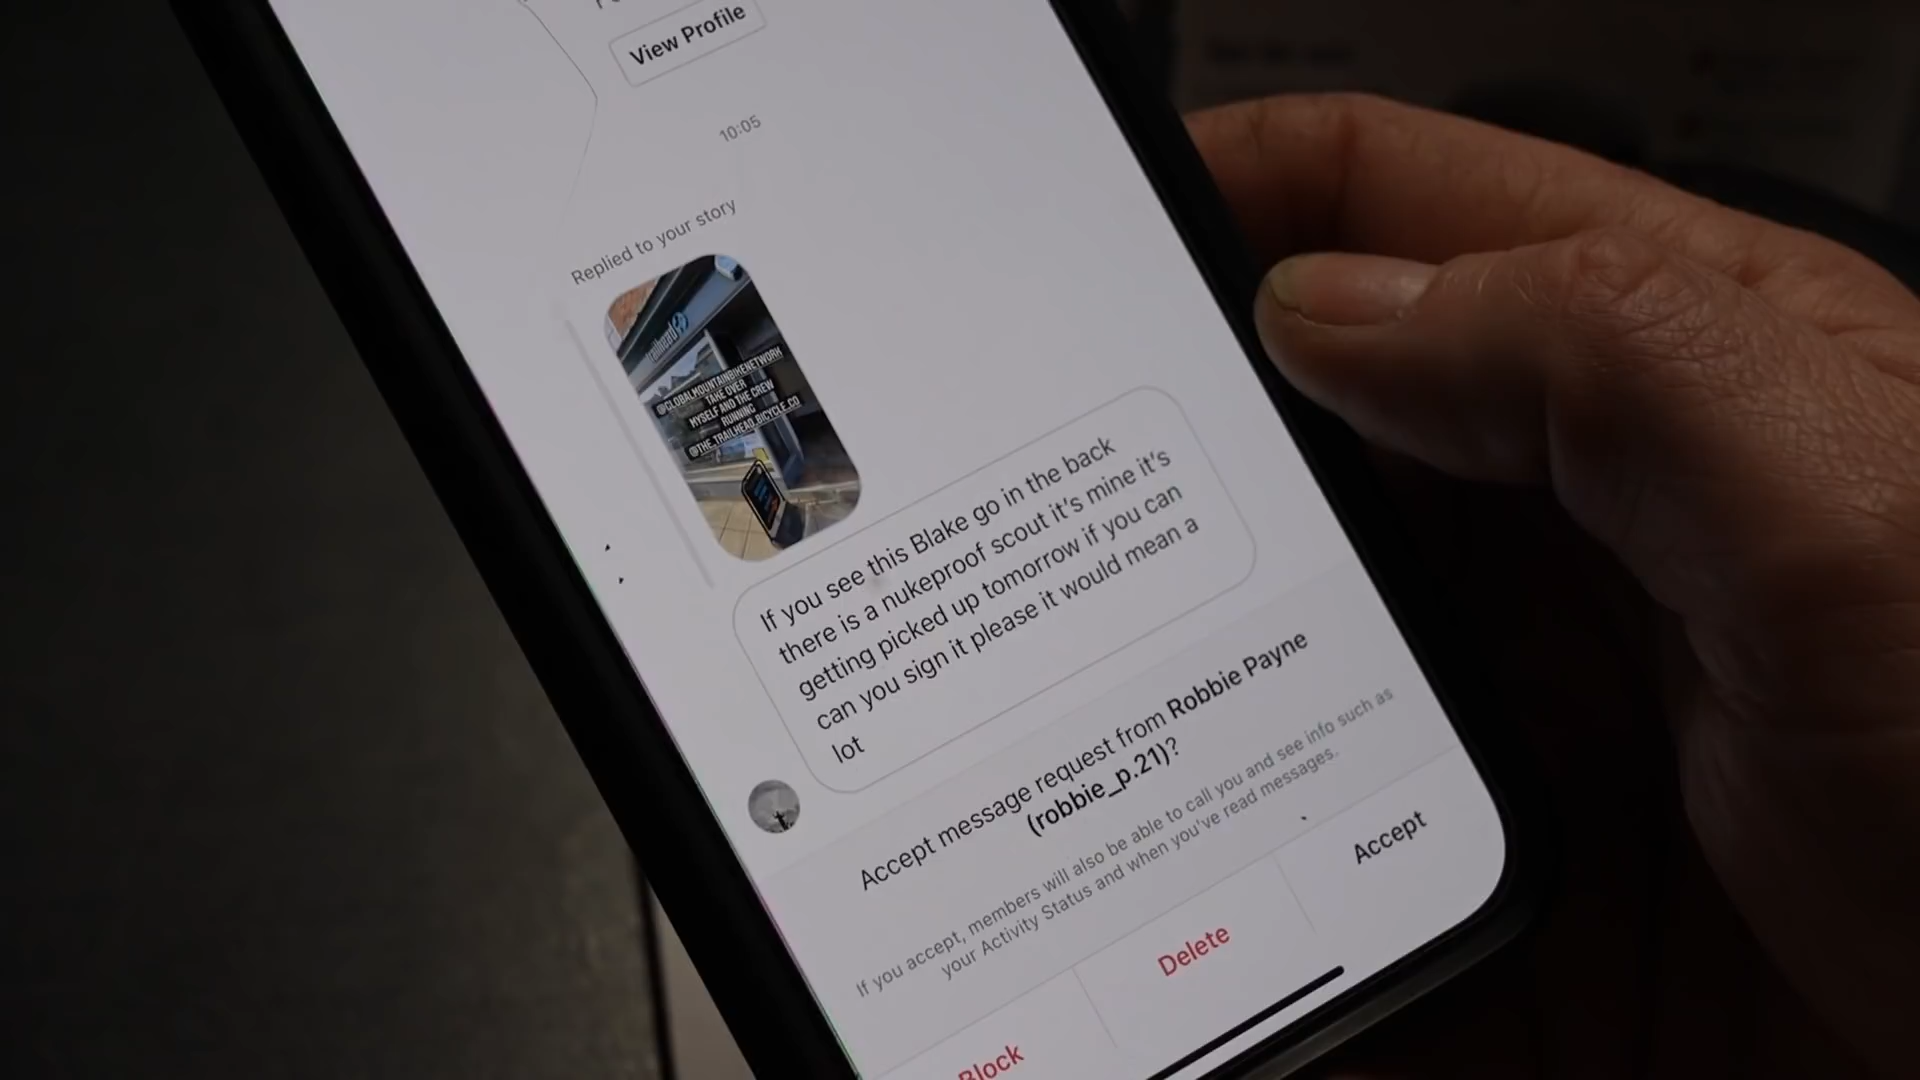 View Profile
10:05
Replied to your story
trailhead
@GLOBALMOUNTAINBIKENETWORK
TAKE OVER
MYSELF AND THE CREW
RUNNING
@THE_TRAILHEAD_BICYCLE_CO
If you see this Blake go in the back
there is a nukeproof scout it's mine it's
getting picked up tomorrow if you can
can you sign it please it would mean a
lot
Accept message request from Robbie Payne
(robbie_p.21)?
If you accept, members will also be able to call you and see info such as
your Activity Status and when you've read messages.
Block
Delete
Accept